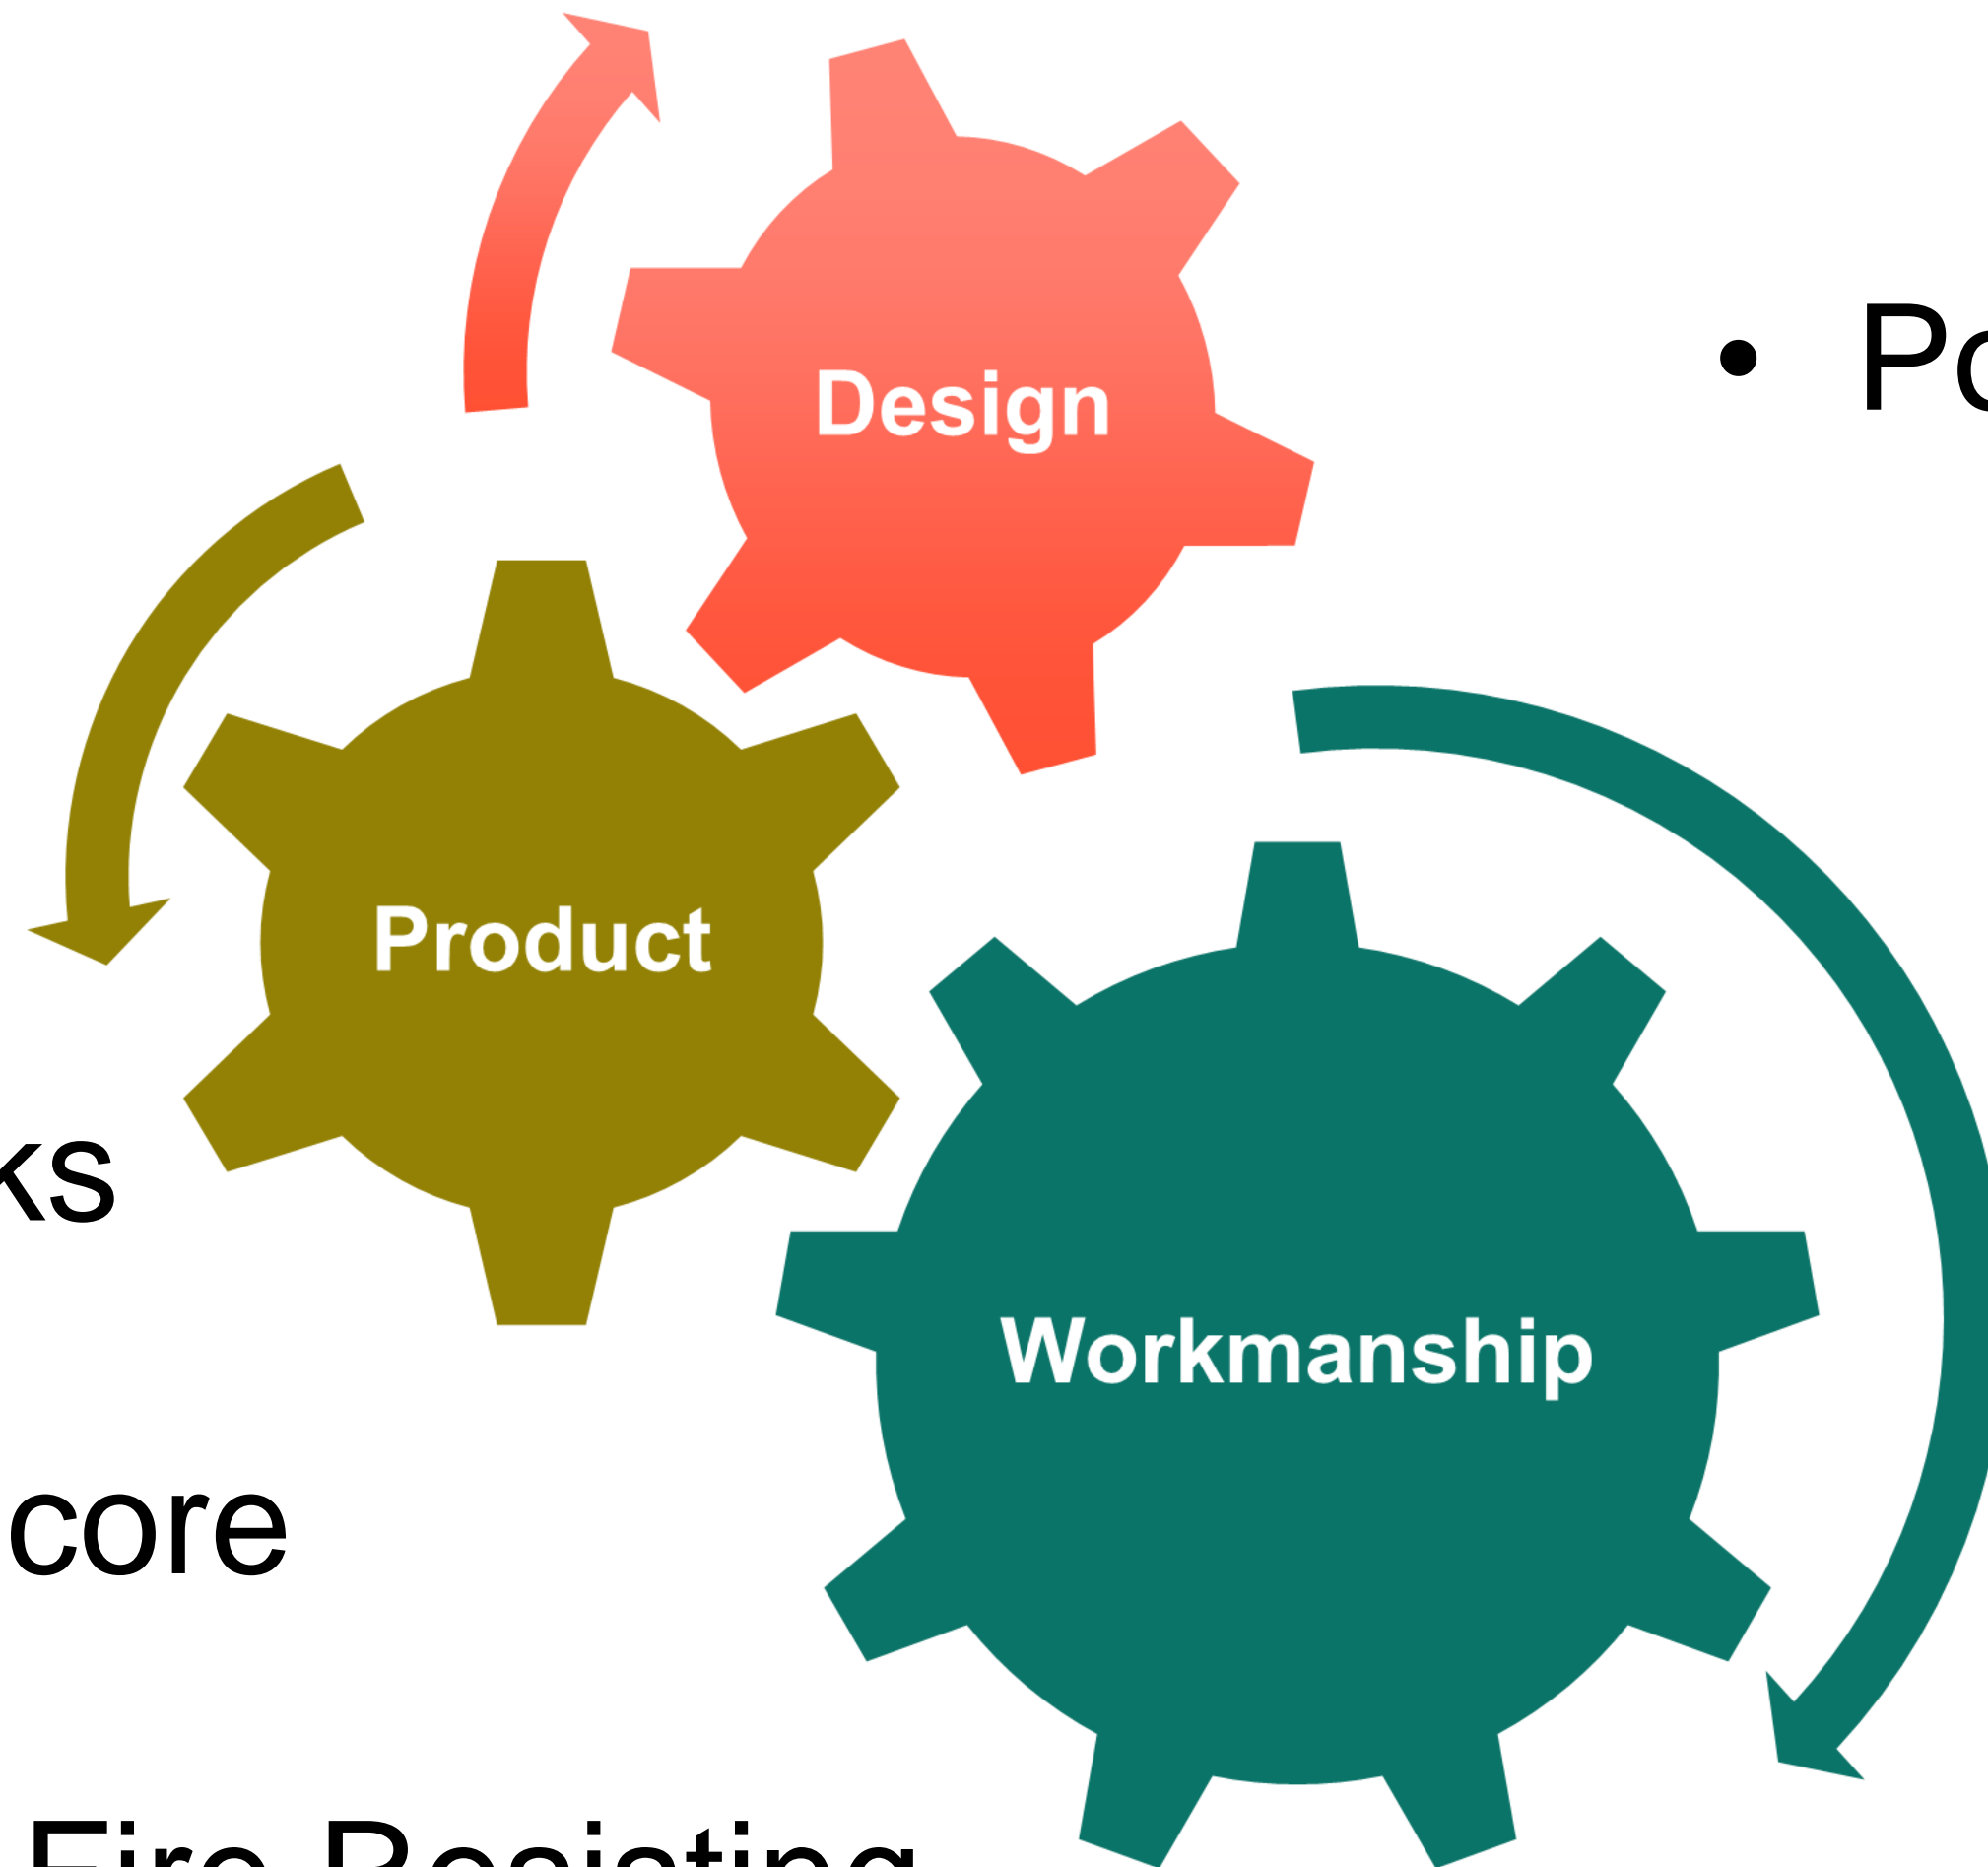 Design
• Po
Product
ks
Workmanship
core
Fire Resisting